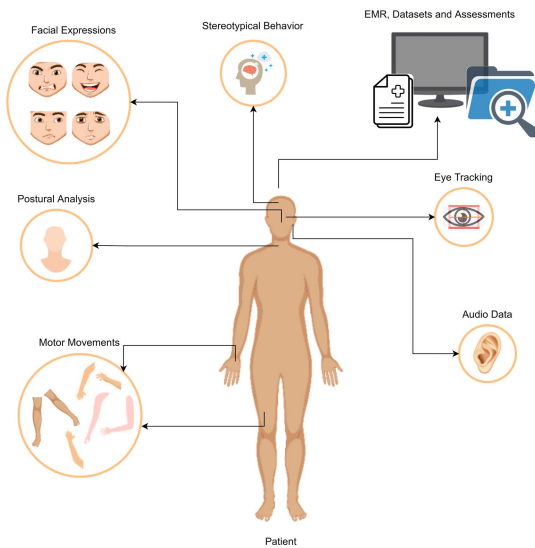 EMR, Datasets and Assessments
Stereotypical Behavior
Facial Expressions
Eye Tracking
Postural Analysis
Audio Data
Motor Movements
Patient